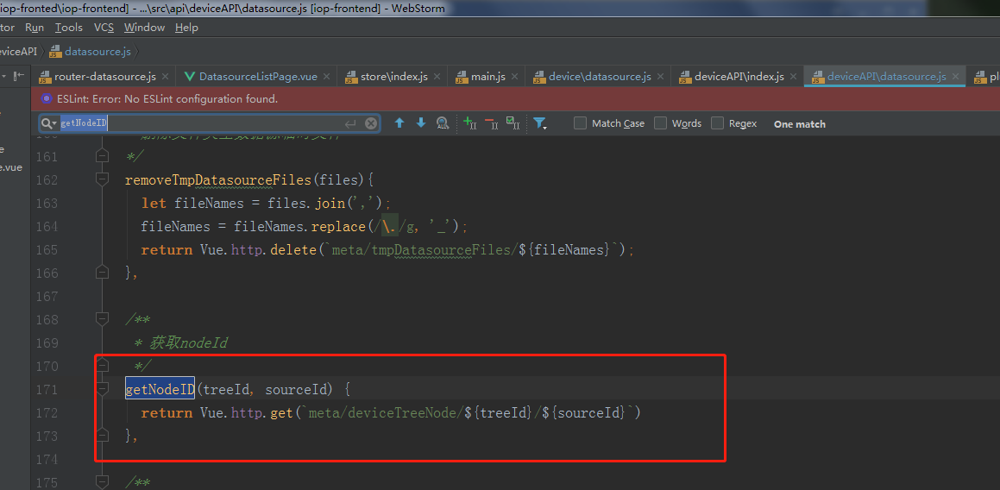 iop-fronted\iop-frontend] - ...\src\api\deviceAPI\datasource.js [iop-frontend] - WebStorm
tor Run Tools VCS Window Help
eviceAPI datasource.js
router-datasource.js DatasourceListPage.vue store\index.js main.js device\datasource.js deviceAPI\index.js deviceAPI\datasource.js pl
ESLint: Error: No ESLint configuration found.
getNodeID Match Case Words Regex One match
e
e.vue
161 */
162 removeTmpDatasourceFiles(files){
163 let fileNames = files.join(',');
164 fileNames = fileNames.replace(/\./g, '_');
165 return Vue.http.delete(`meta/tmpDatasourceFiles/${fileNames}`);
166 },
167
168 /**
169 * 获取nodeId
170 */
171 getNodeID(treeId, sourceId) {
172 return Vue.http.get(`meta/deviceTreeNode/${treeId}/${sourceId}`)
173 },
174
175 /**